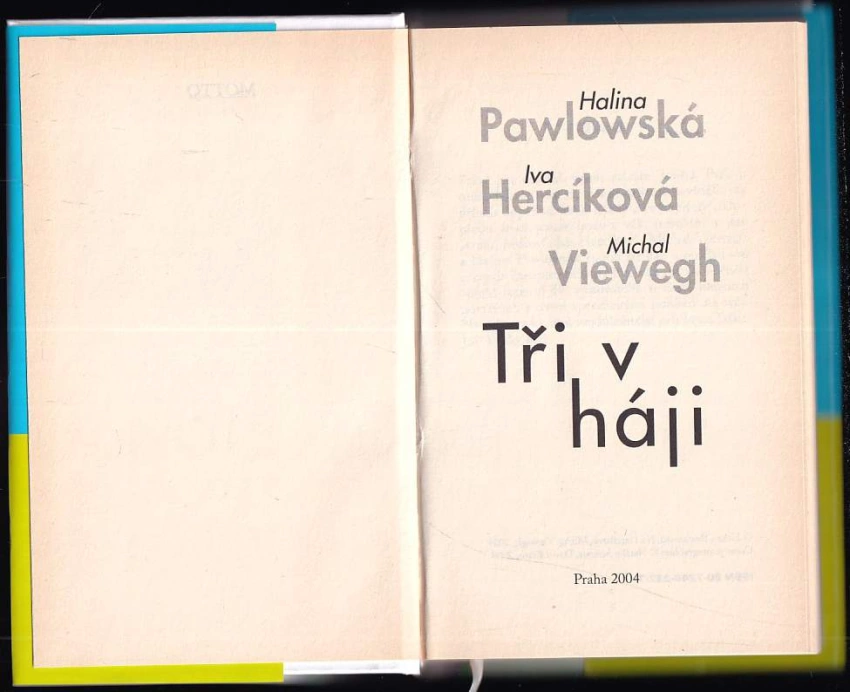 Halina
Pawlowská
Iva
Hercíková
Michal
Viewegh
Tři v
háji
Praha 2004